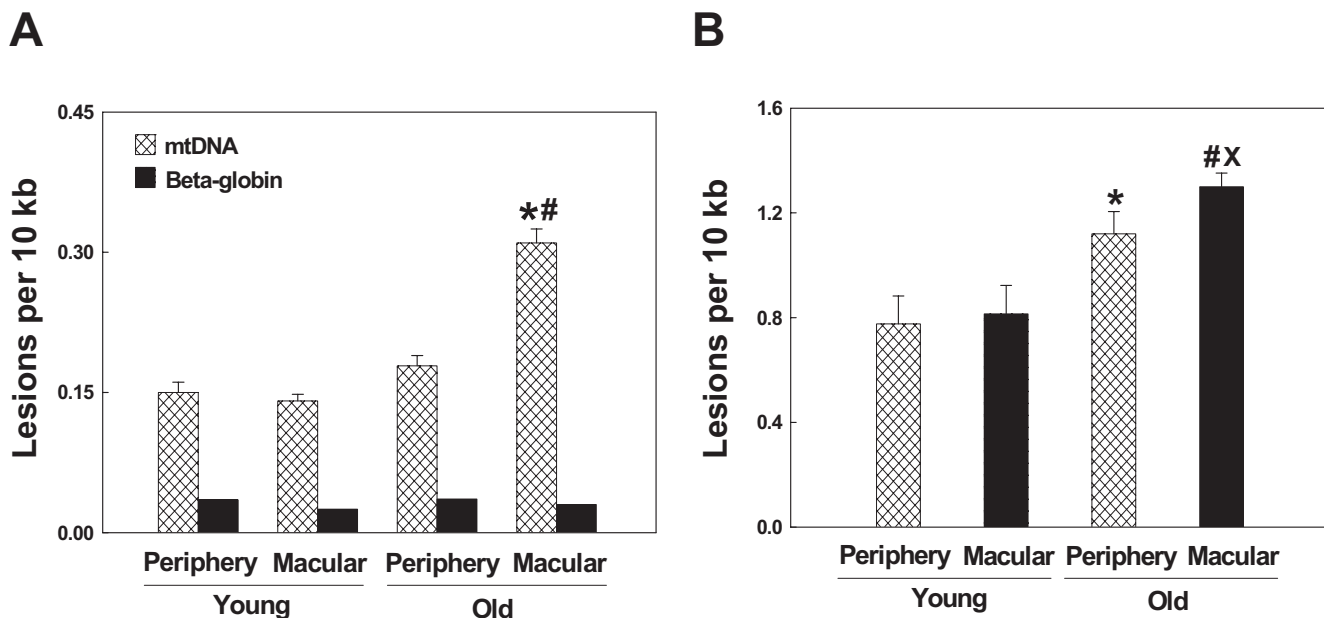 A
B
Lesions per 10 kb
0.45
0.30
0.15
0.00
mtDNA
Beta-globin
*#
Periphery Macular Periphery Macular
Young Old
Lesions per 10 kb
1.6
1.2
0.8
0.4
0.0
*
#X
Periphery Macular Periphery Macular
Young Old